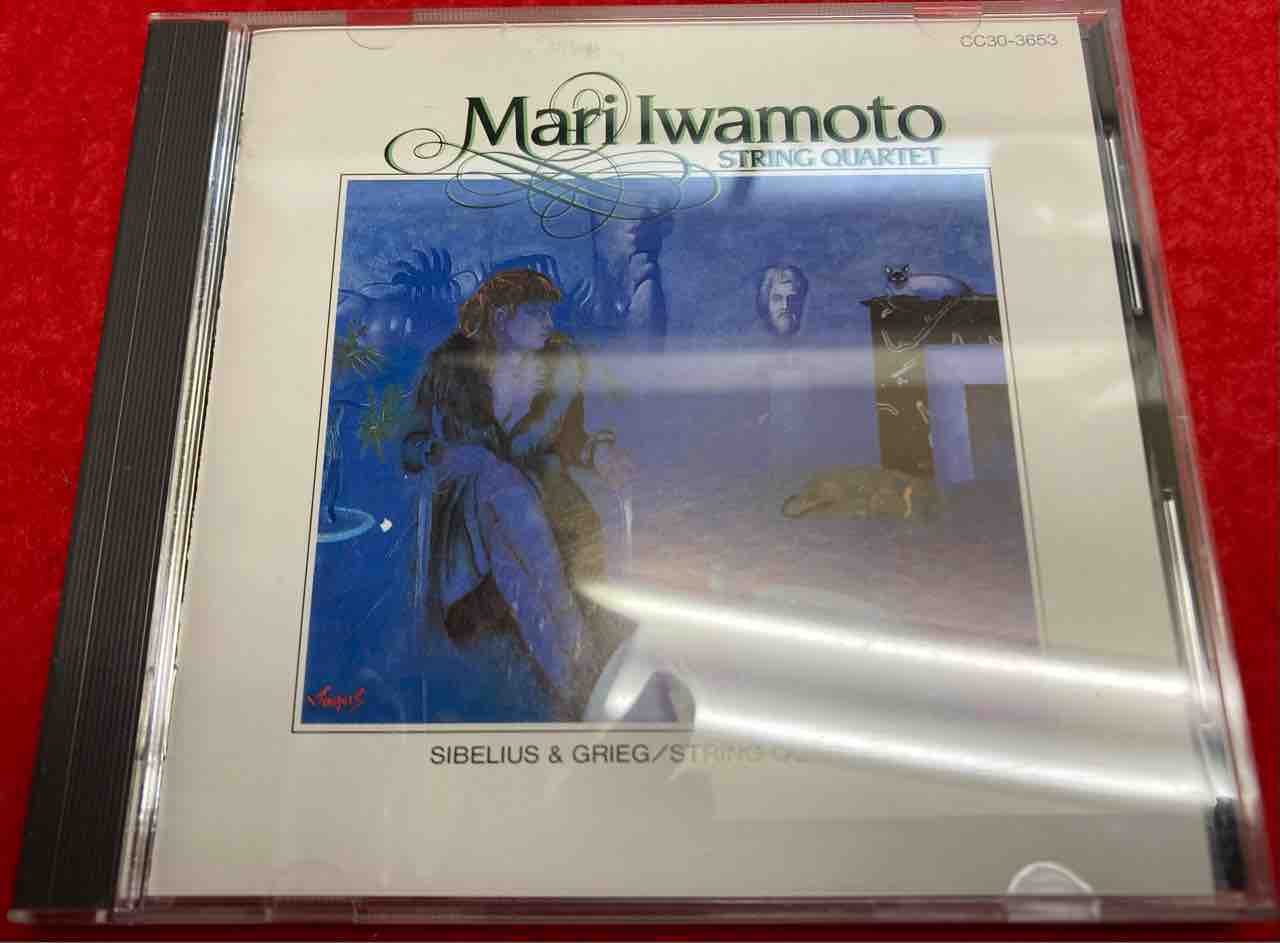 CC30-3653
Mari Iwamoto
STRING QUARTET
SIBELIUS & GRIEG/STRING